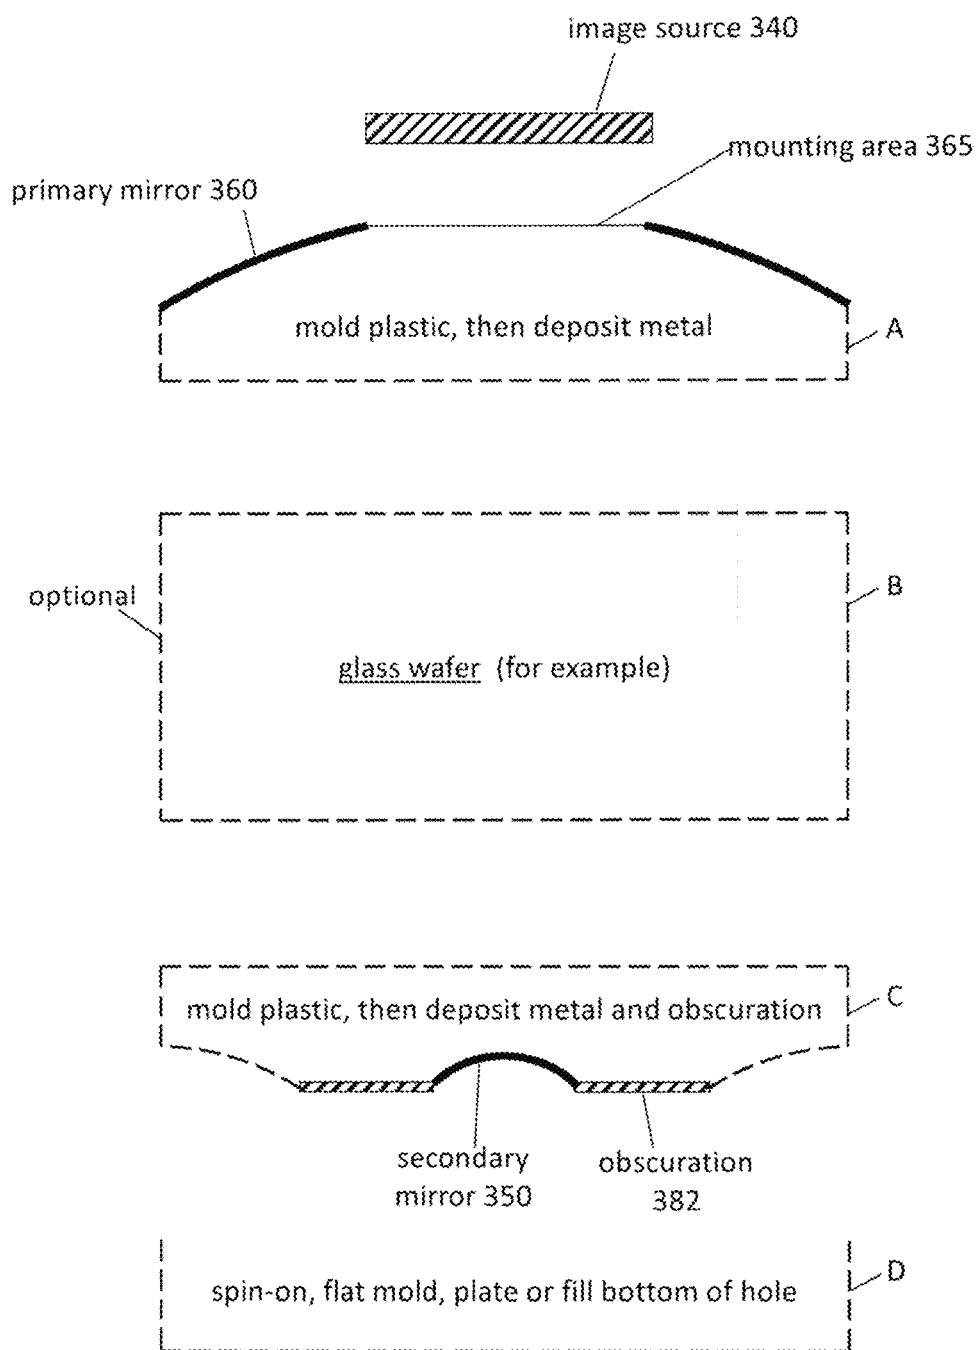 image source 340
mounting area 365
primary mirror 360
mold plastic, then deposit metal
A
optional
B
glass wafer (for example)
C
mold plastic, then deposit metal and obscuration
secondary
mirror 350
obscuration
382
D
spin-on, flat mold, plate or fill bottom of hole